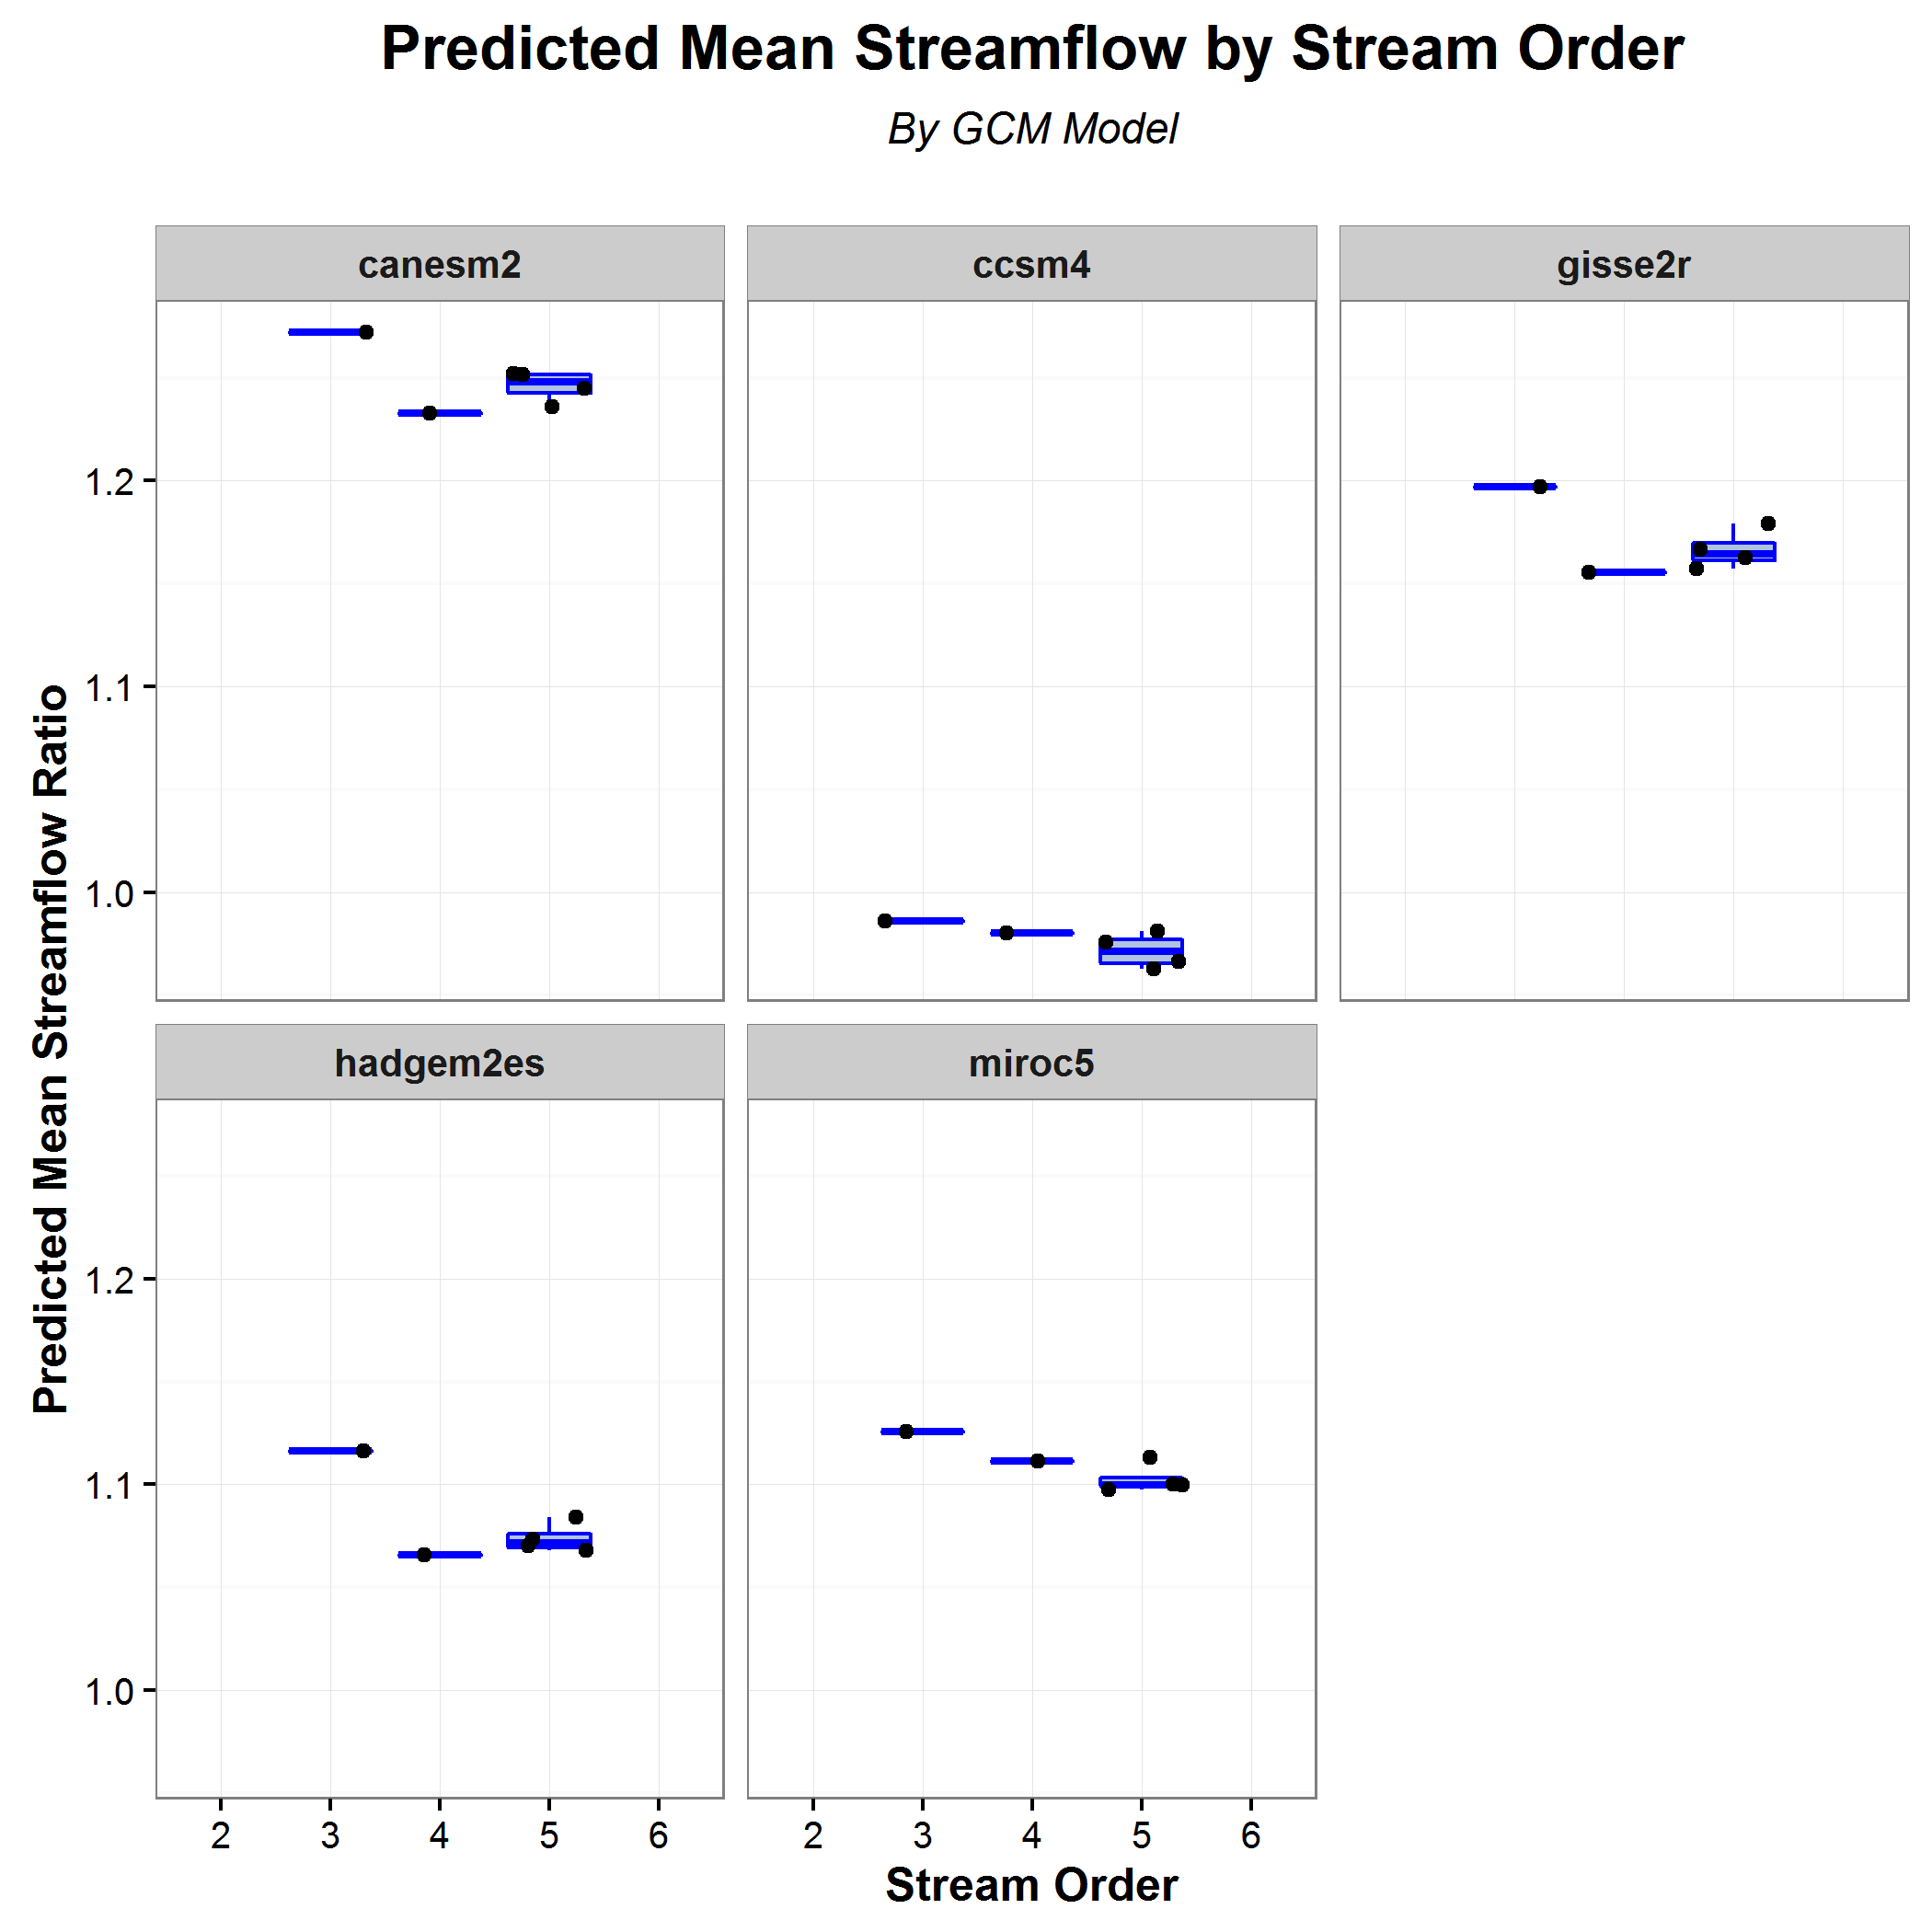 Predicted Mean Streamflow by Stream Order
By GCM Model
canesm2
ccsm4
gisse2r
1.2
1.1
1.0
Predicted Mean Streamflow Ratio
hadgem2es
miroc5
1.2
1.1
1.0
2 3 4 5 6
2 3 4 5 6
Stream Order